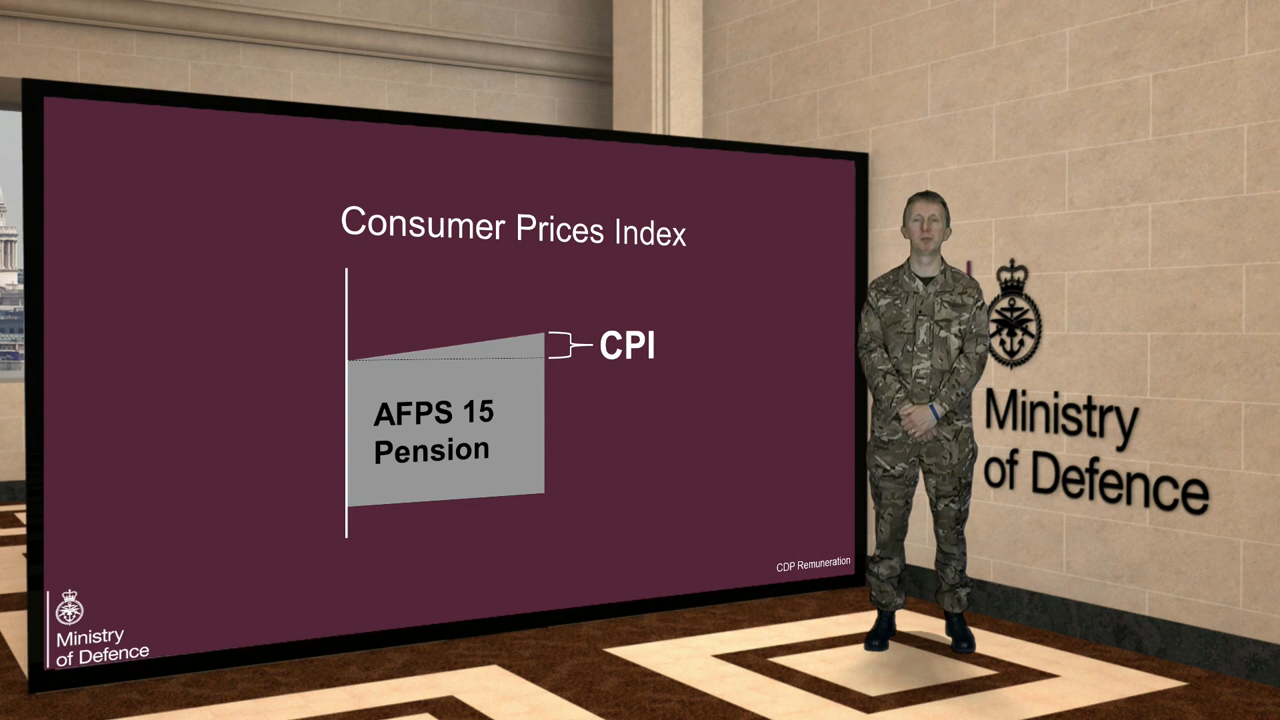 Consumer Prices Index
CPI
AFPS 15
Pension
CDP Remuneration
Ministry
of Defence
Ministry
of Defence